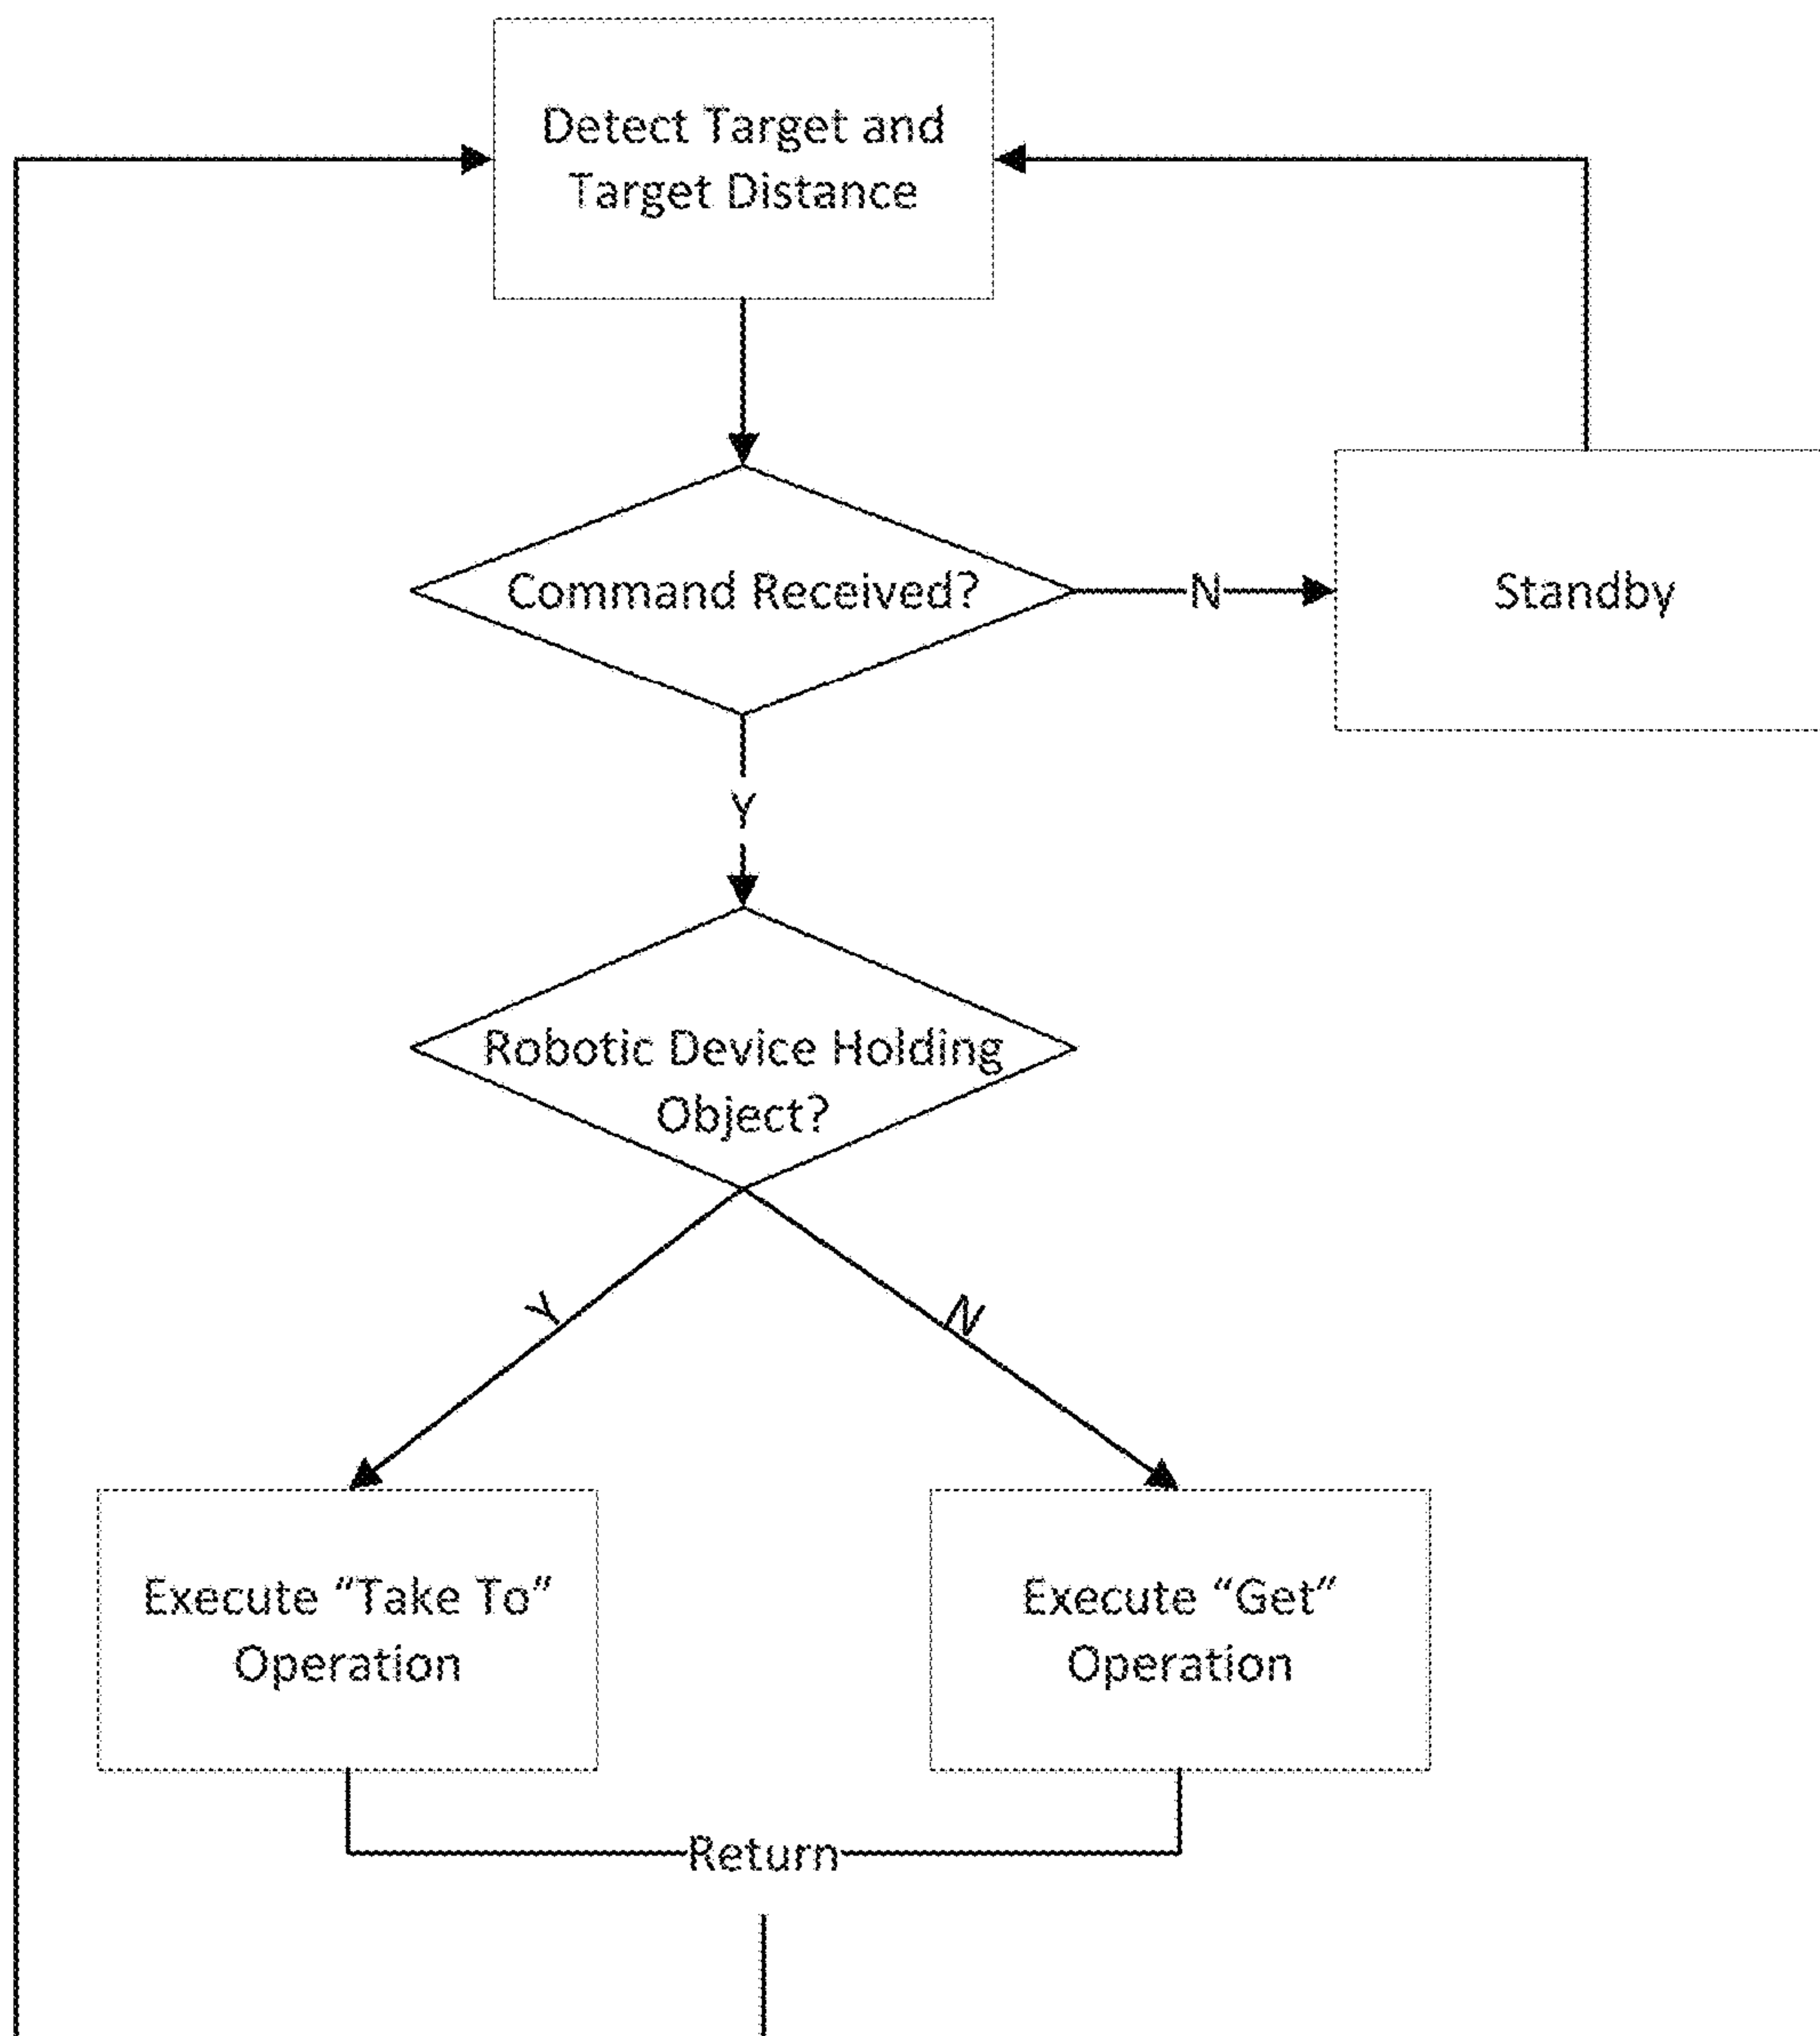 Detect Target and
Target Distance
Command Received?
N
Standby
Y
Robotic Device Holding
Object?
Y
N
Execute “Take To”
Operation
Execute “Get“
Operation
Return